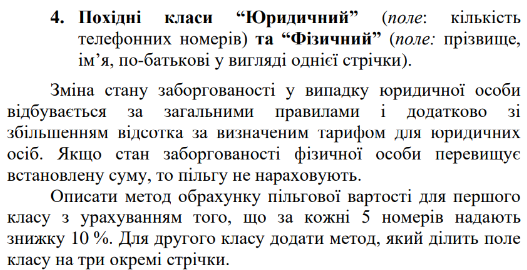 4. Похідні класи “Юридичний” (поле: кількість
телефонних номерів) та “Фізичний” (поле: прізвище,
ім’я, по-батькові у вигляді однієї стрічки).
Зміна стану заборгованості у випадку юридичної особи
відбувається за загальними правилами і додатково зі
збільшенням відсотка за визначеним тарифом для юридичних
осіб. Якщо стан заборгованості фізичної особи перевищує
встановлену суму, то пільгу не нараховують.
Описати метод обрахунку пільгової вартості для першого
класу з урахуванням того, що за кожні 5 номерів надають
знижку 10 %. Для другого класу додати метод, який ділить поле
класу на три окремі стрічки.